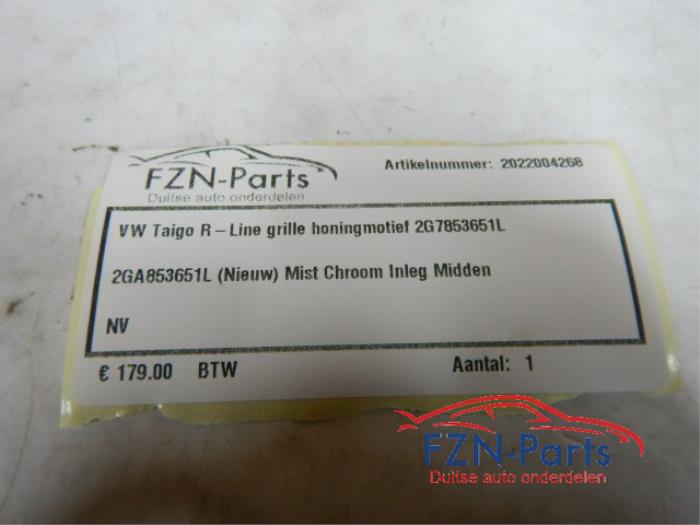 FZN-Parts
Duitse auto onderdelen
Artikelnummer: 2022004268
VW Taigo R-Line grille honingmotief 2G7853651L
2GA853651L (Nieuw) Mist Chroom Inleg Midden
NV
€ 179.00 BTW
Aantal: 1
FZN-Parts
Duitse auto onderdelen